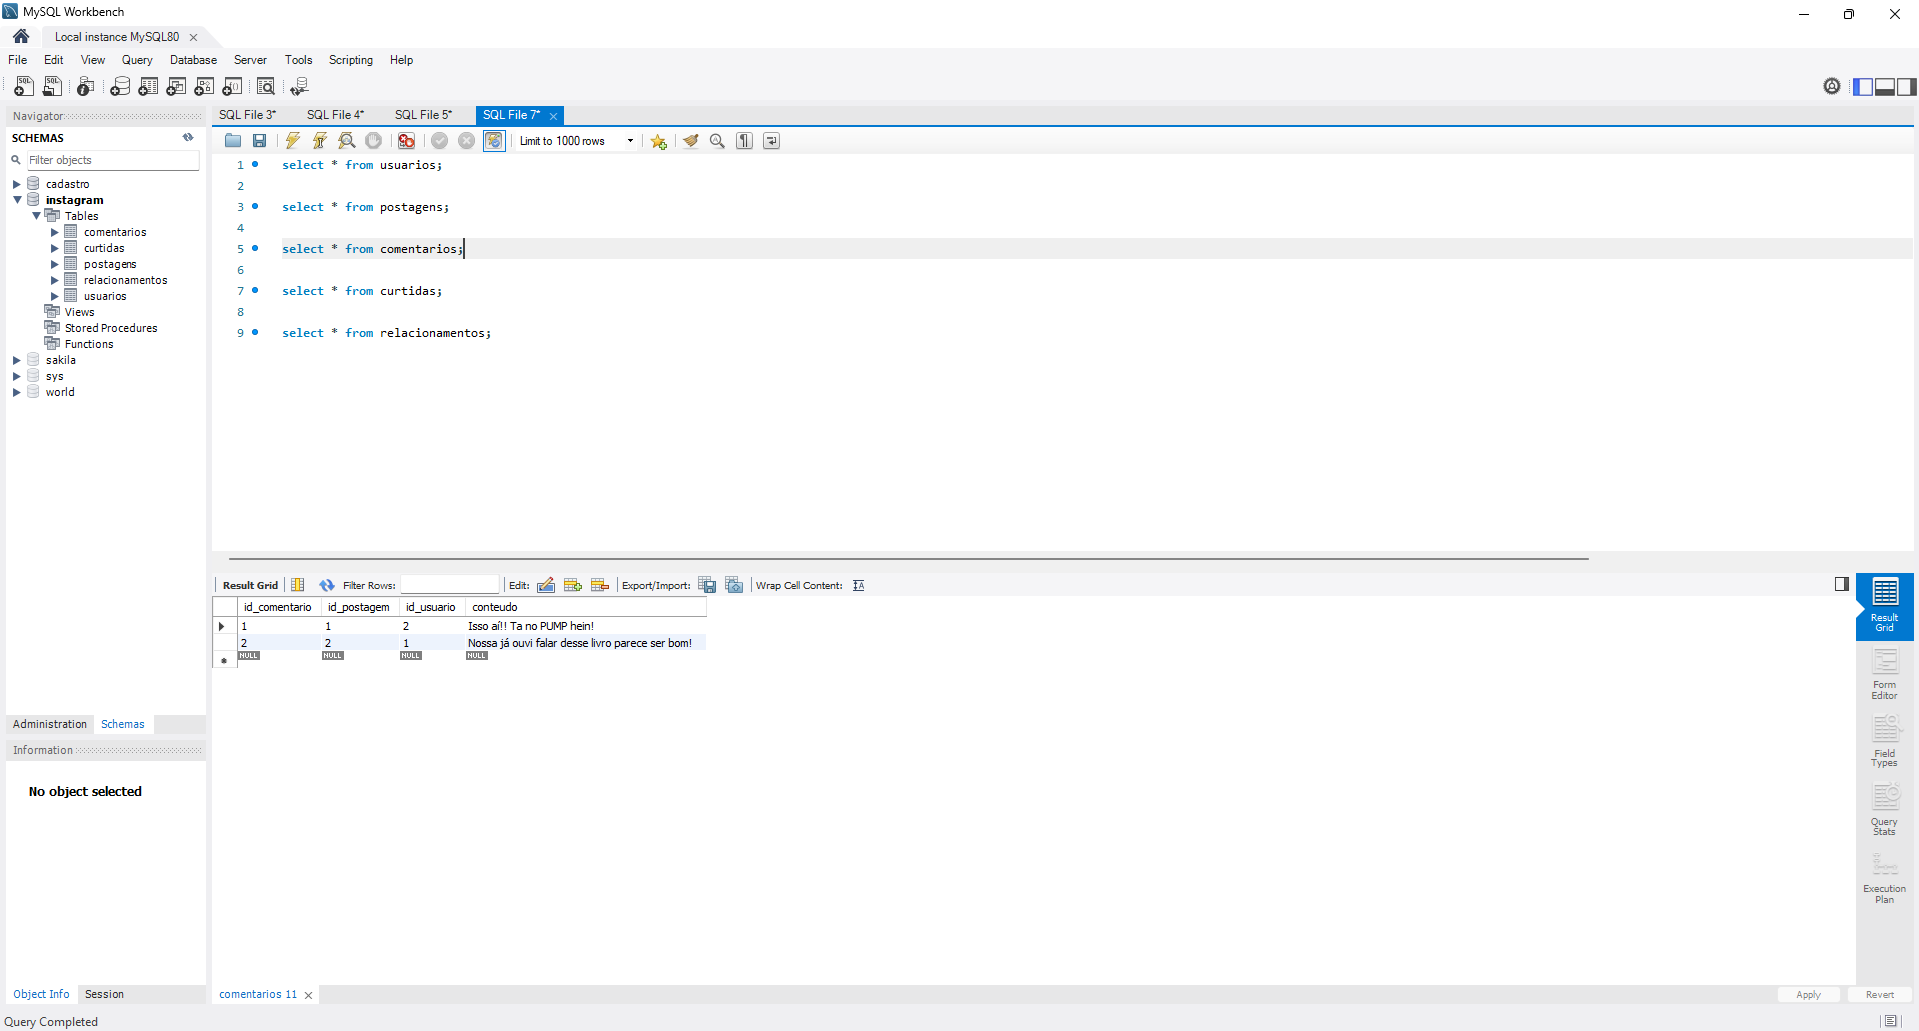 MySQL Workbench
Local instance MySQL80
File Edit View Query Database Server Tools Scripting Help
Navigator
SCHEMAS
Filter objects
cadastro
instagram
Tables
comentarios
curtidas
postagens
relacionamentos
usuarios
Views
Stored Procedures
Functions
sakila
sys
world
Administration Schemas
Information
No object selected
Object Info Session
SQL File 3* SQL File 4* SQL File 5* SQL File 7*
Limit to 1000 rows
1 select * from usuarios;
2
3 select * from postagens;
4
5 select * from comentarios;
6
7 select * from curtidas;
8
9 select * from relacionamentos;
Result Grid Filter Rows: Edit: Export/Import: Wrap Cell Content:
id_comentario id_postagem id_usuario conteudo
1 1 2 Isso aí!! Ta no PUMP hein!
2 2 1 Nossa já ouvi falar desse livro parece ser bom!
NULL NULL NULL NULL
Result
Grid
Form
Editor
Field
Types
Query
Stats
Execution
Plan
comentarios 11
Apply Revert
Query Completed